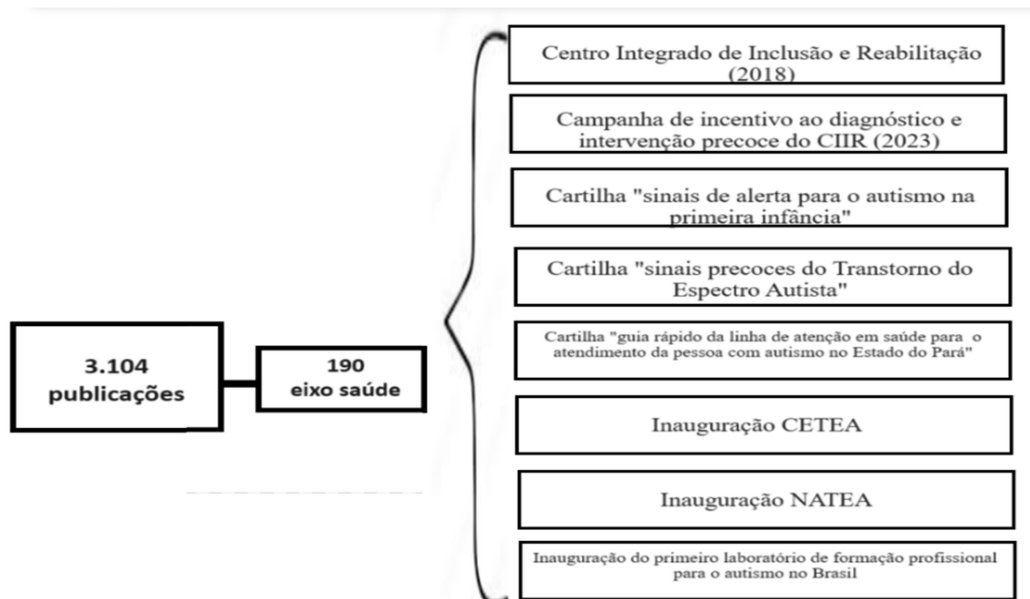 3.104
publicações
190
eixo saúde
Centro Integrado de Inclusão e Reabilitação
(2018)
Campanha de incentivo ao diagnóstico e
intervenção precoce do CIIR (2023)
Cartilha "sinais de alerta para o autismo na
primeira infância"
Cartilha "sinais precoces do Transtorno do
Espectro Autista"
Cartilha "guia rápido da linha de atenção em saúde para o
atendimento da pessoa com autismo no Estado do Pará"
Inauguração CETEA
Inauguração NATEA
Inauguração do primeiro laboratório de formação profissional
para o autismo no Brasil